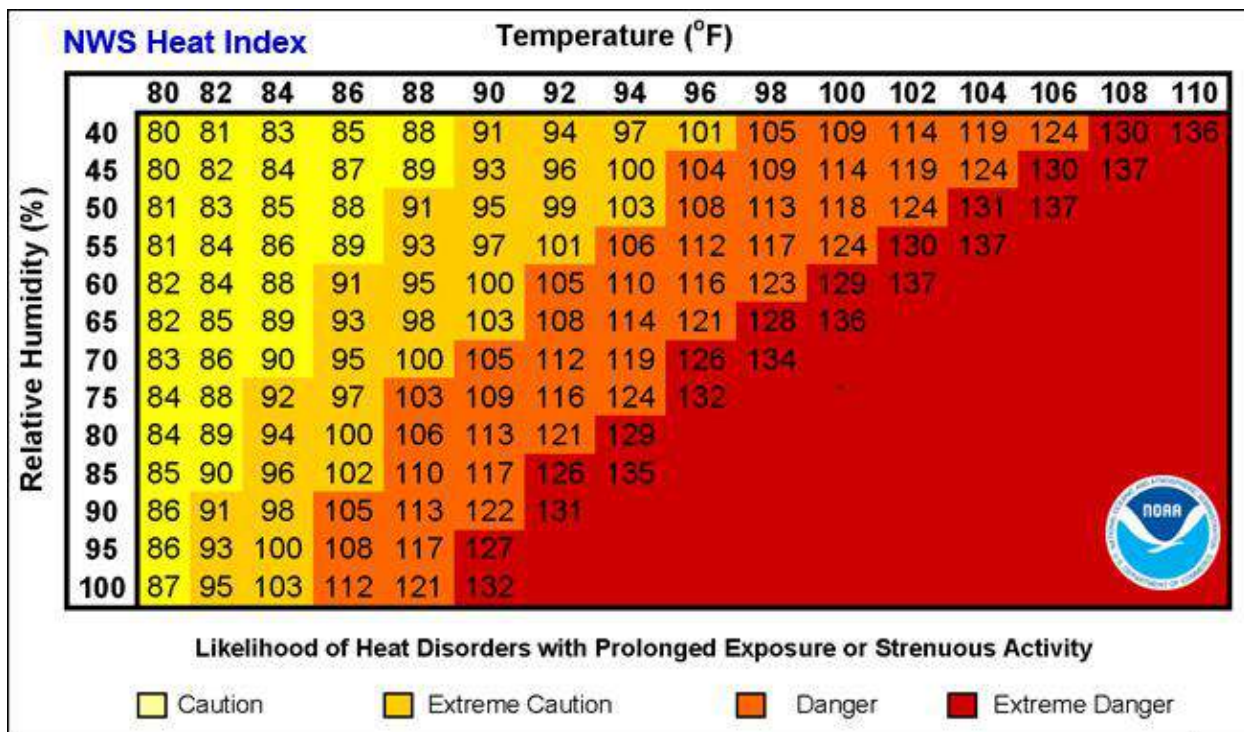 NWS Heat Index
Temperature (°F)
80 82 84 86 88 90 92 94 96 98 100 102 104 106 108 110
Relative Humidity (%)
40 80 81 83 85 88 91 94 97 101 105 109 114 119 124 130 136
45 80 82 84 87 89 93 96 100 104 109 114 119 124 130 137
50 81 83 85 88 91 95 99 103 108 113 118 124 131 137
55 81 84 86 89 93 97 101 106 112 117 124 130 137
60 82 84 88 91 95 100 105 110 116 123 129 137
65 82 85 89 93 98 103 108 114 121 128 136
70 83 86 90 95 100 105 112 119 126 134
75 84 88 92 97 103 109 116 124 132
80 84 89 94 100 106 113 121 129
85 85 90 96 102 110 117 126 135
90 86 91 98 105 113 122 131
95 86 93 100 108 117 127
100 87 95 103 112 121 132
NOAA
Likelihood of Heat Disorders with Prolonged Exposure or Strenuous Activity
Caution
Extreme Caution
Danger
Extreme Danger